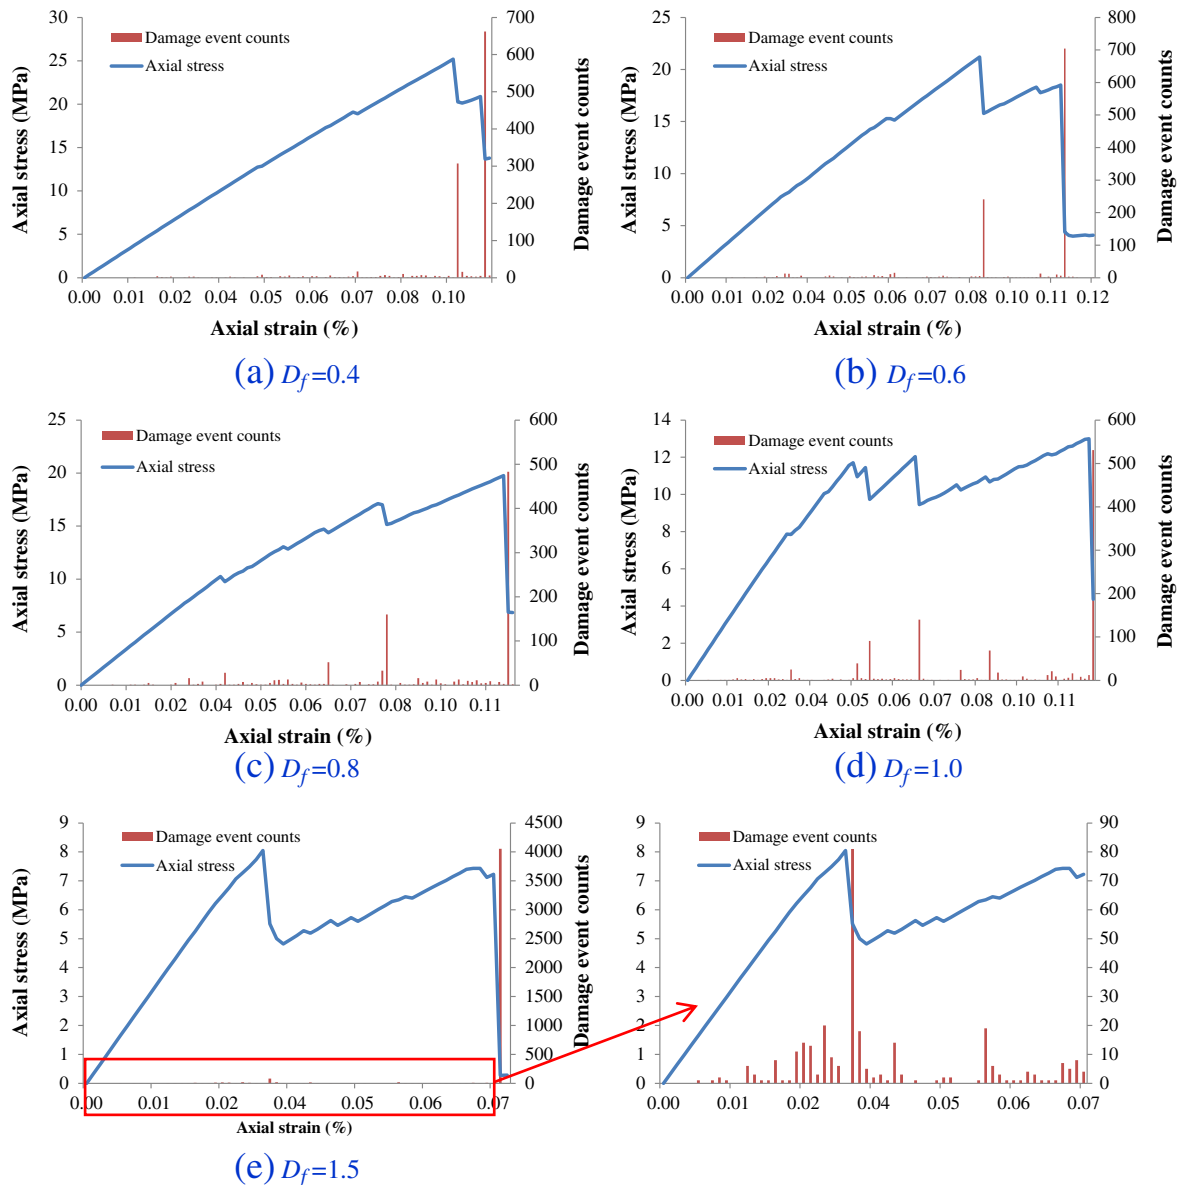 30
25
20
15
10
5
0
Axial stress (MPa)
Damage event counts
Axial stress
700
600
500
400
300
200
100
0
Damage event counts
0.00 0.01 0.02 0.03 0.05 0.06 0.07 0.08 0.10
Axial strain (%)
(a) Df=0.4
25
20
15
10
5
0
Axial stress (MPa)
Damage event counts
Axial stress
800
700
600
500
400
300
200
100
0
Damage event counts
0.00 0.01 0.02 0.03 0.05 0.06 0.07 0.08 0.10 0.11 0.12
Axial strain (%)
(b) Df=0.6
25
20
15
10
5
0
Axial stress (MPa)
Damage event counts
Axial stress
600
500
400
300
200
100
0
Damage event counts
0.00 0.01 0.02 0.03 0.05 0.06 0.07 0.08 0.10 0.11
Axial strain (%)
(c) Df=0.8
14
12
10
8
6
4
2
0
Axial stress (MPa)
Damage event counts
Axial stress
600
500
400
300
200
100
0
Damage event counts
0.00 0.01 0.02 0.03 0.05 0.06 0.07 0.08 0.10 0.11
Axial strain (%)
(d) Df=1.0
9
8
7
6
5
4
3
2
1
0
Axial stress (MPa)
Damage event counts
Axial stress
4500
4000
3500
3000
2500
2000
1500
1000
500
0
Damage event counts
0.00 0.01 0.02 0.04 0.05 0.06 0.07
Axial strain (%)
(e) Df=1.5
9
8
7
6
5
4
3
2
1
0
Damage event counts
Axial stress
90
80
70
60
50
40
30
20
10
0
0.00 0.01 0.02 0.04 0.05 0.06 0.07